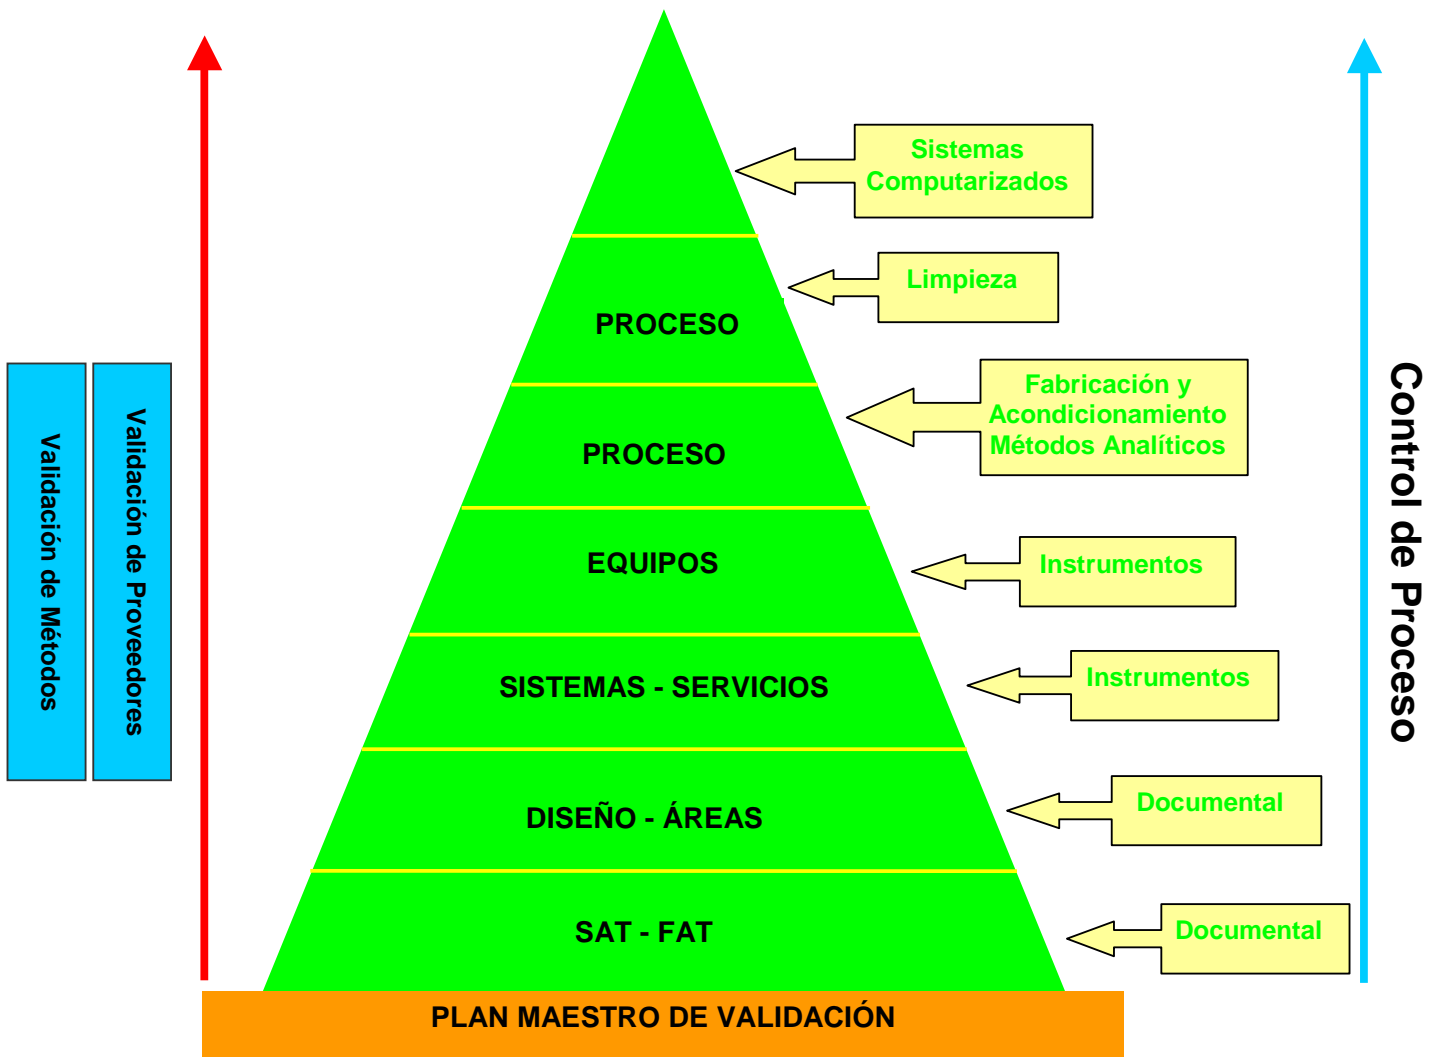 Sistemas
Computarizados
Limpieza
PROCESO
Fabricación y
Acondicionamiento
Métodos Analíticos
PROCESO
EQUIPOS
Instrumentos
SISTEMAS - SERVICIOS
Instrumentos
DISEÑO - ÁREAS
Documental
SAT - FAT
Documental
PLAN MAESTRO DE VALIDACIÓN
Validación de Métodos
Validación de Proveedores
Control de Proceso